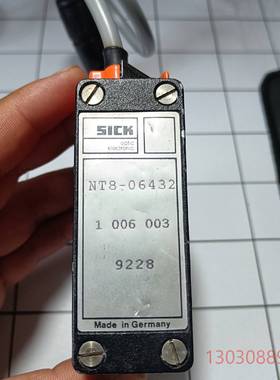 SICK
optic
electronic
NT8-06432
1 006 003
9228
Made in Germany
1303088